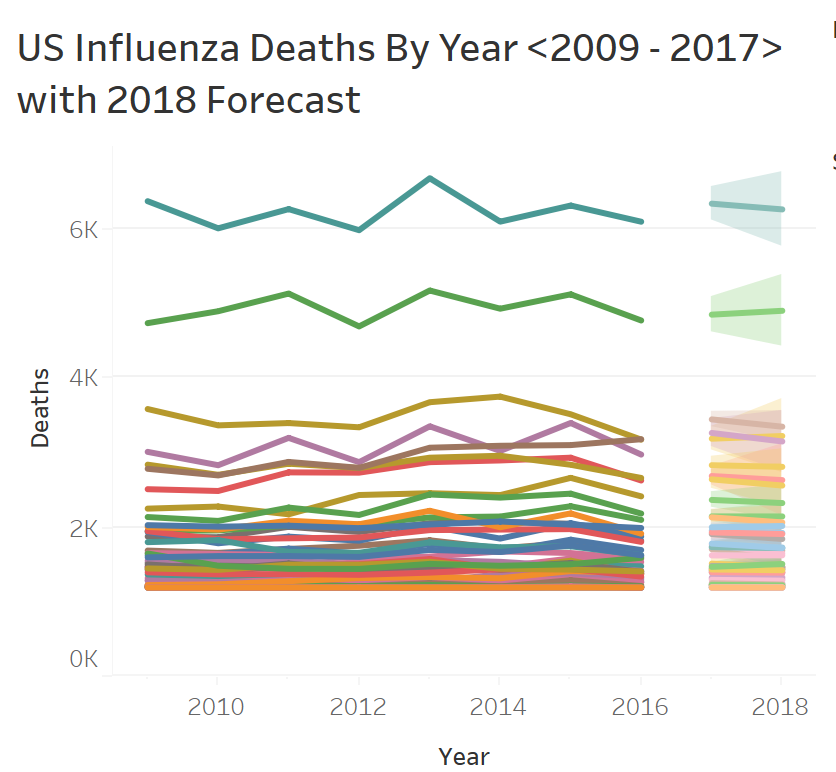 US Influenza Deaths By Year <2009 - 2017>
with 2018 Forecast
6K
4K
2K
0K
Deaths
2010 2012 2014 2016 2018
Year